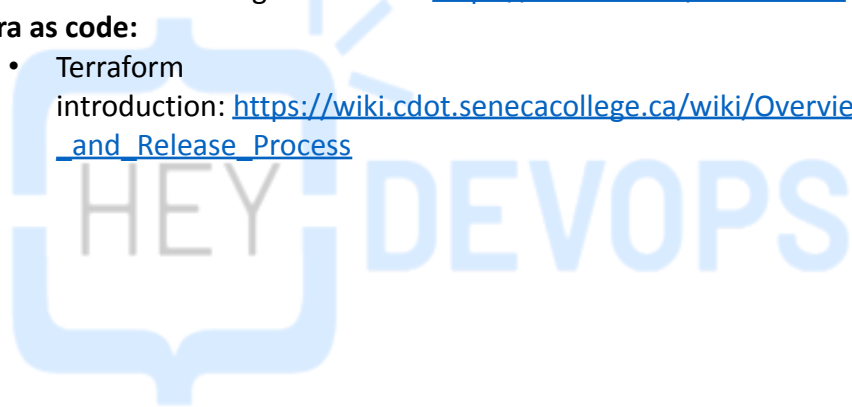 ra as code:
• Terraform
introduction: https://wiki.cdot.senecacollege.ca/wiki/Overvie
_and_Release_Process
HEY DEVOPS